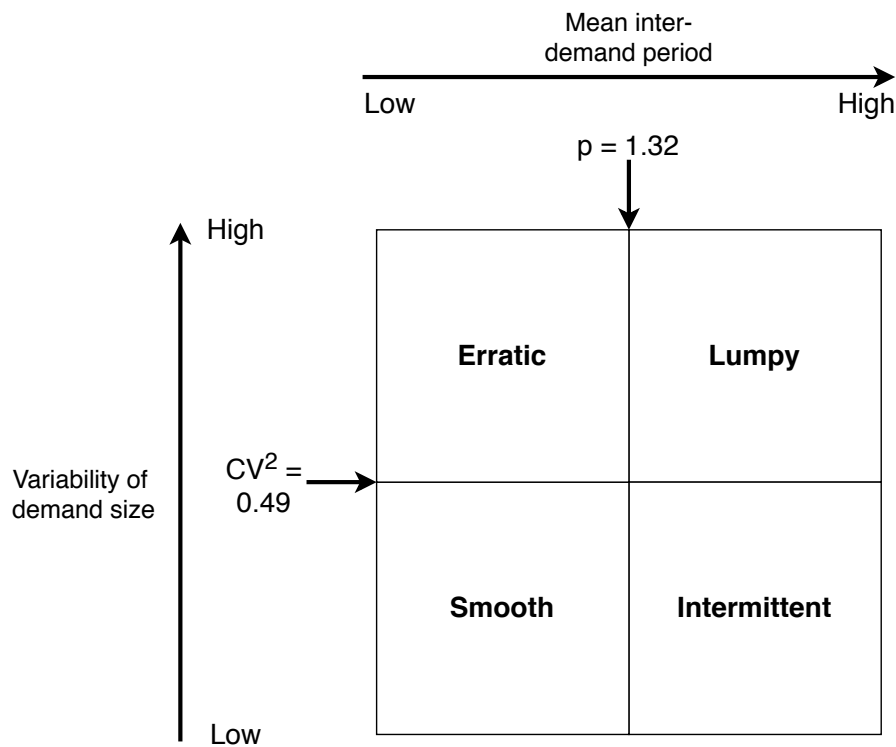 Mean inter-
demand period
Low
High
p = 1.32
High
Erratic
Lumpy
Variability of
demand size
CV² =
0.49
Smooth
Intermittent
Low